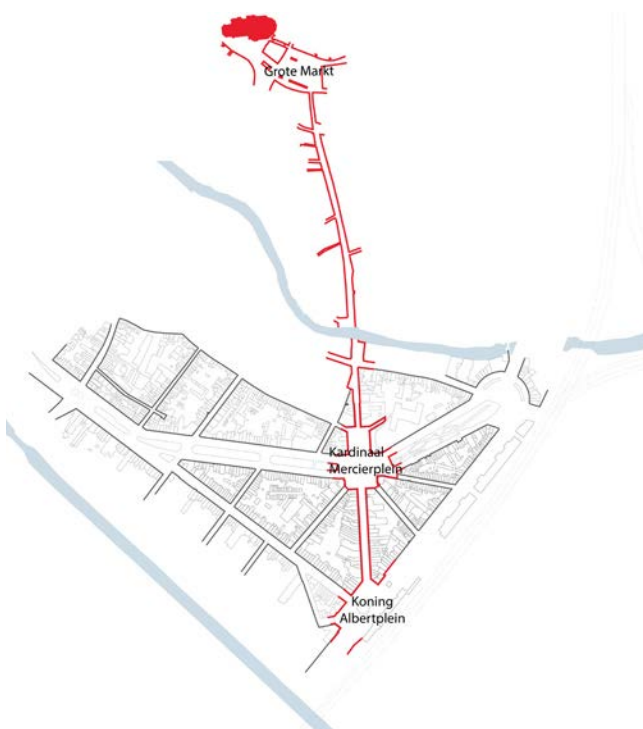 Grote Markt
Kardinaal
Mercierplein
Koning
Albertplein